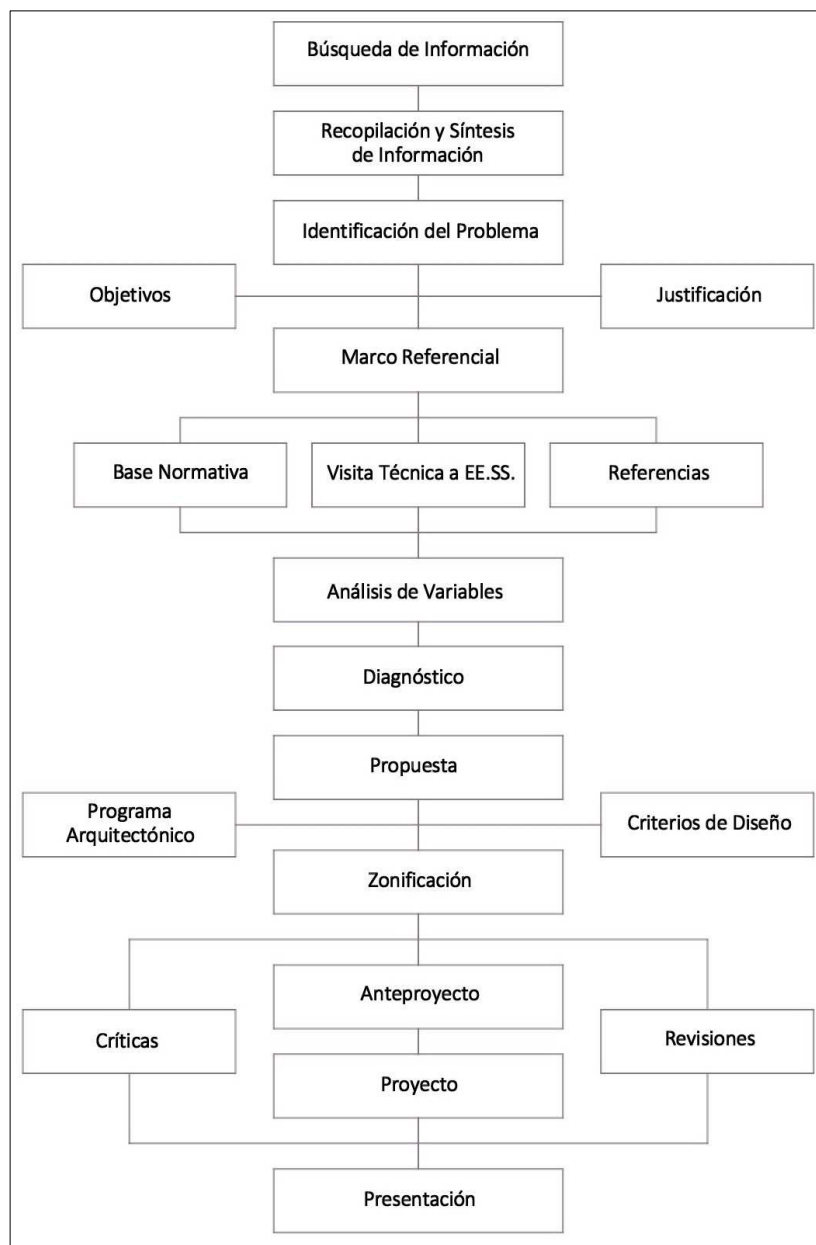 Búsqueda de Información
Recopilación y Síntesis
de Información
Identificación del Problema
Objetivos
Justificación
Marco Referencial
Base Normativa
Visita Técnica a EE.SS.
Referencias
Análisis de Variables
Diagnóstico
Propuesta
Programa
Arquitectónico
Criterios de Diseño
Zonificación
Anteproyecto
Críticas
Revisiones
Proyecto
Presentación